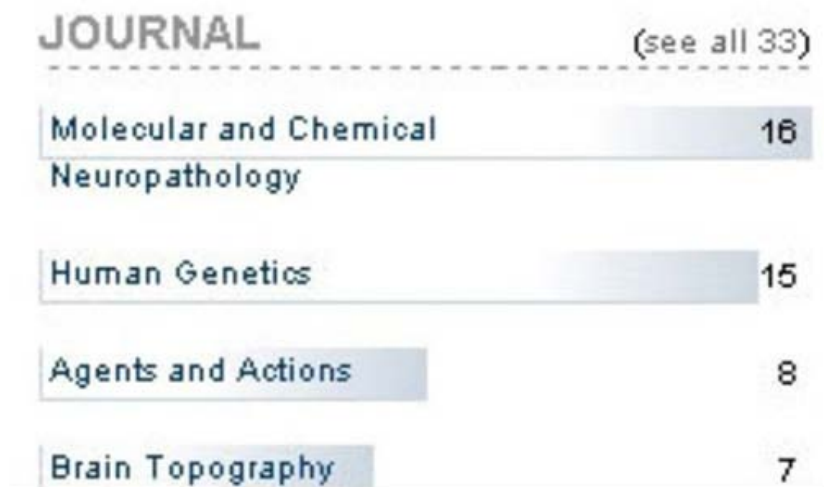 JOURNAL (see all 33)
Molecular and Chemical 16
Neuropathology
Human Genetics 15
Agents and Actions 8
Brain Topography 7